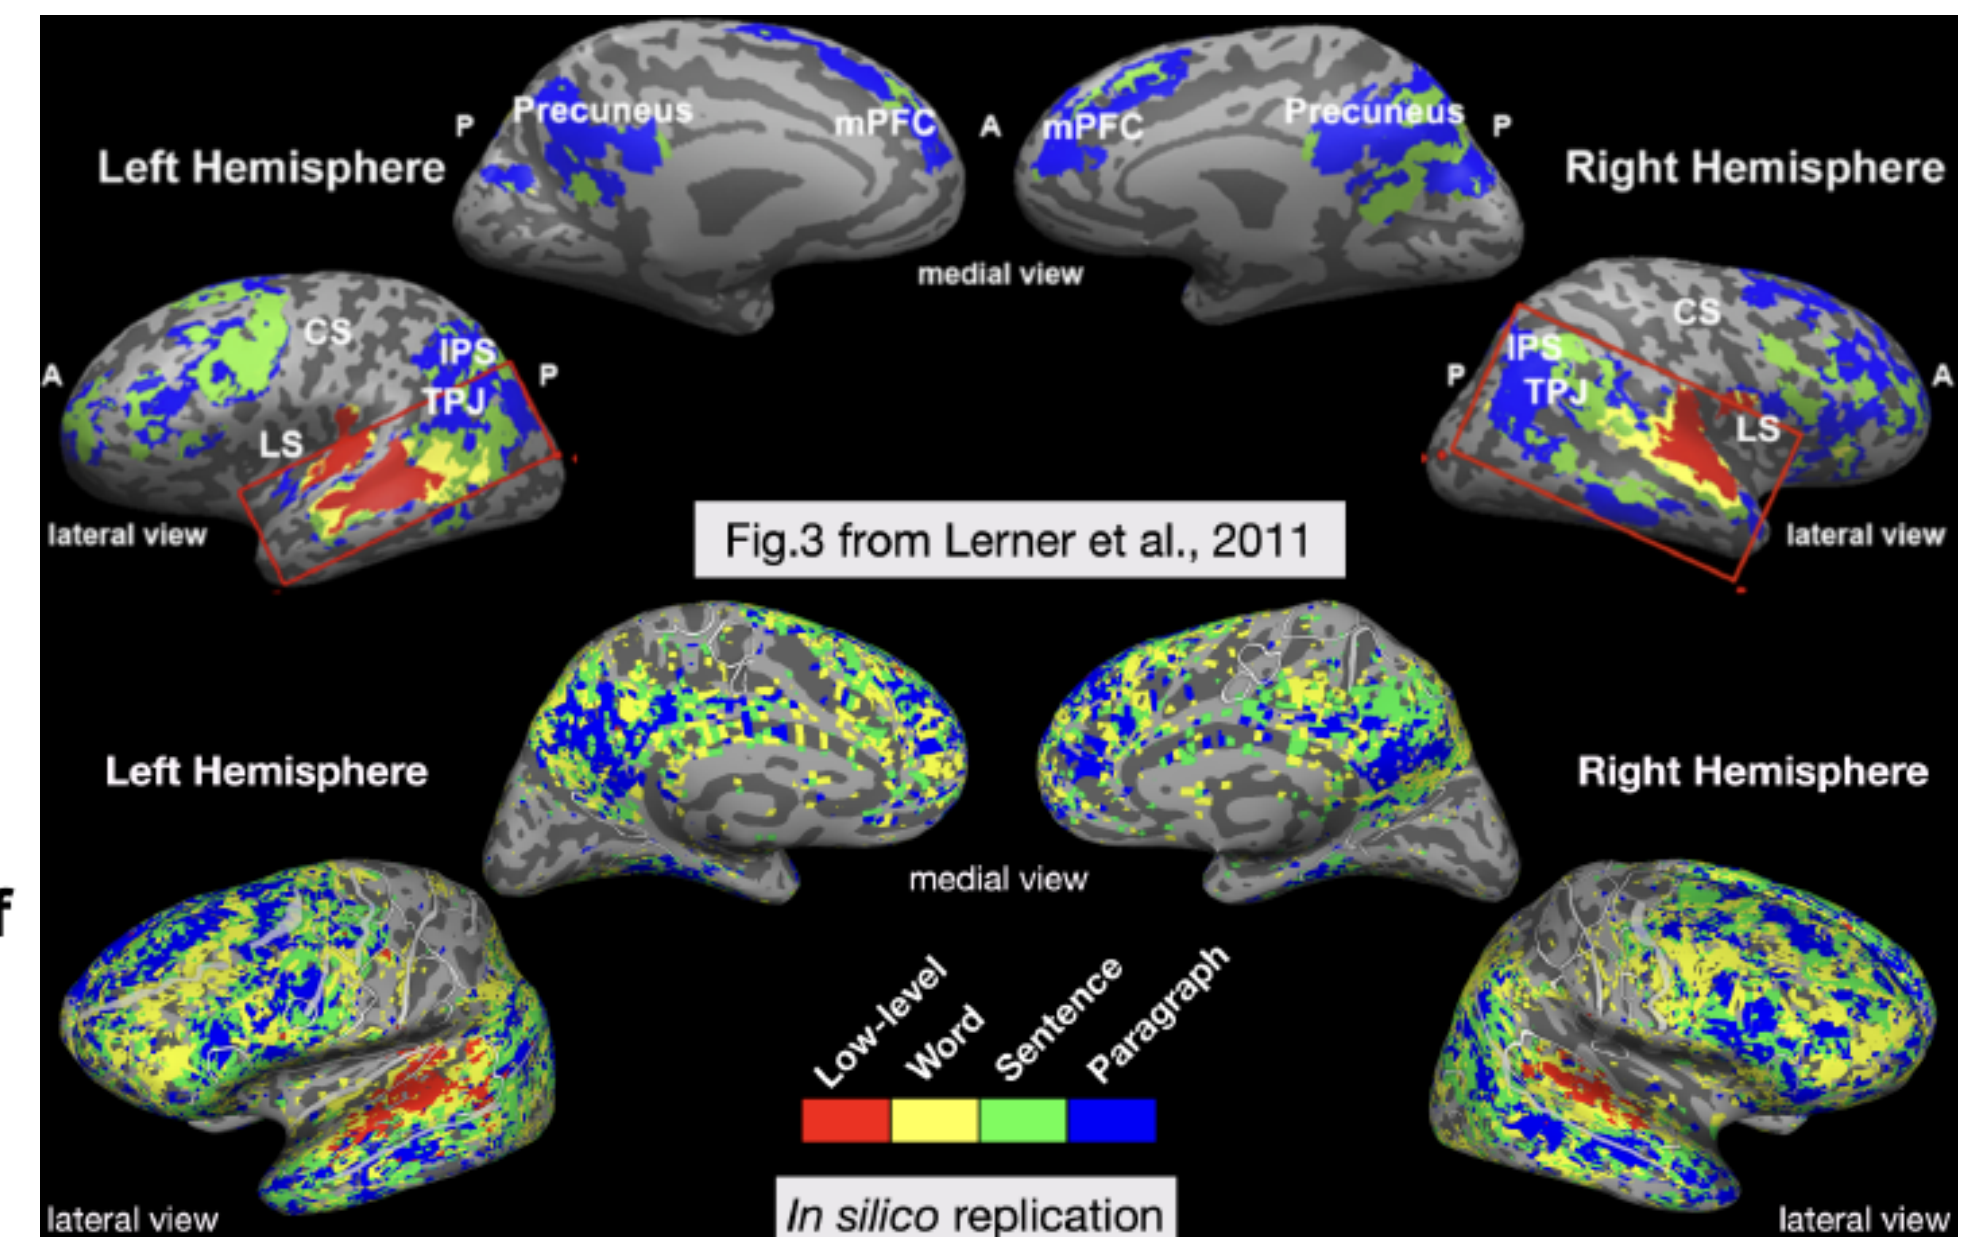 Precuneus
mPFC
P
A
Left Hemisphere
mPFC
Precuneus
P
Right Hemisphere
medial view
CS
IPS
TPJ
LS
A
P
lateral view
CS
IPS
TPJ
LS
P
A
lateral view
Fig.3 from Lerner et al., 2011
Left Hemisphere
Right Hemisphere
medial view
f
Low-level
Word
Sentence
Paragraph
In silico replication
lateral view
lateral view